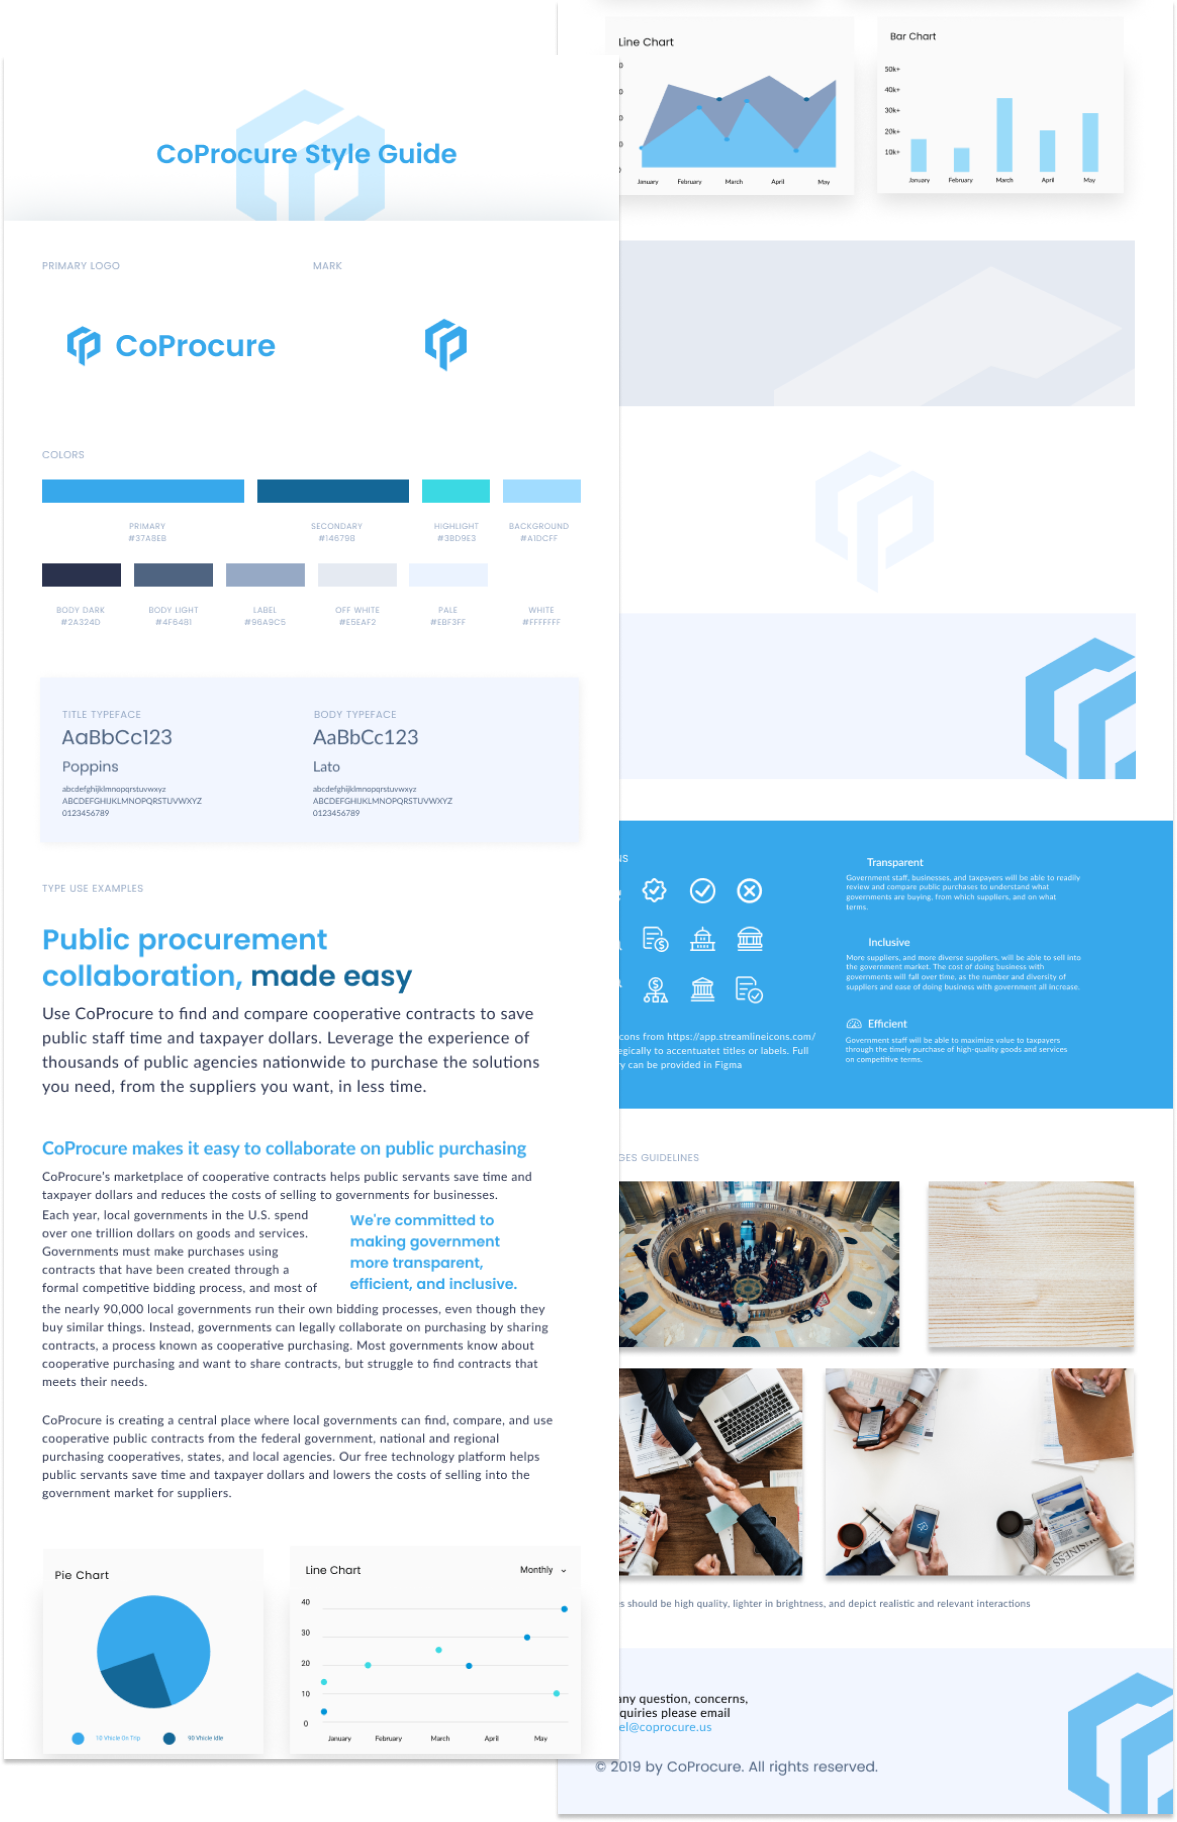 CoProcure Style Guide
PRIMARY LOGO
MARK
CoProcure
COLORS
PRIMARY
#37A8EB
SECONDARY
#146798
HIGHLIGHT
#38D9E3
BACKGROUND
#A1DCFF
BODY DARK
#2A324D
BODY LIGHT
#4F6481
LABEL
#96A9C5
OFF WHITE
#E5EAF2
PALE
#EBF3FF
WHITE
#FFFFFF
TITLE TYPEFACE
AaBbCc123
Poppins
abcdefghijklmnopqrstuvwxyz
ABCDEFGHIJKLMNOPQRSTUVWXYZ
0123456789
BODY TYPEFACE
AaBbCc123
Lato
abcdefghijklmnopqrstuvwxyz
ABCDEFGHIJKLMNOPQRSTUVWXYZ
0123456789
TYPE USE EXAMPLES
Public procurement
collaboration, made easy
Use CoProcure to find and compare cooperative contracts to save
public staff time and taxpayer dollars. Leverage the experience of
thousands of public agencies nationwide to purchase the solutions
you need, from the suppliers you want, in less time.
CoProcure makes it easy to collaborate on public purchasing
CoProcure's marketplace of cooperative contracts helps public servants save time and
taxpayer dollars and reduces the costs of selling to governments for businesses.
Each year, local governments in the U.S. spend
over one trillion dollars on goods and services.
Governments must make purchases using
contracts that have been created through a
formal competitive bidding process, and most of
We're committed to
making government
more transparent,
efficient, and inclusive.
the nearly 90,000 local governments run their own bidding processes, even though they
buy similar things. Instead, governments can legally collaborate on purchasing by sharing
contracts, a process known as cooperative purchasing. Most governments know about
cooperative purchasing and want to share contracts, but struggle to find contracts that
meets their needs.
CoProcure is creating a central place where local governments can find, compare, and use
cooperative public contracts from the federal government, national and regional
purchasing cooperatives, states, and local agencies. Our free technology platform helps
public servants save time and taxpayer dollars and lowers the costs of selling into the
government market for suppliers.
Pie Chart
10 Vhicle On Trip
90 Vhicle Idle
Line Chart
Monthly
40
30
20
10
0
January February March April May
Line Chart
0
0
0
0
January February March April May
Bar Chart
50k+
40k+
30k+
20k+
10k+
January February March April May
NS
Transparent
Government staff, businesses, and taxpayers will be able to readily
review and compare public purchases to understand what
governments are buying, from which suppliers, and on what
terms.
Inclusive
More suppliers, and more diverse suppliers, will be able to sell into
the government market. The cost of doing business with
governments will fall over time, as the number and diversity of
suppliers and ease of doing business with government all increase.
Efficient
Government staff will be able to maximize value to taxpayers
through the timely purchase of high-quality goods and services
on competitive terms.
cons from https://app.streamlineicons.com/
egically to accentuatet titles or labels. Full
y can be provided in Figma
GES GUIDELINES
s should be high quality, lighter in brightness, and depict realistic and relevant interactions
any question, concerns,
quiries please email
el@coprocure.us
© 2019 by CoProcure. All rights reserved.